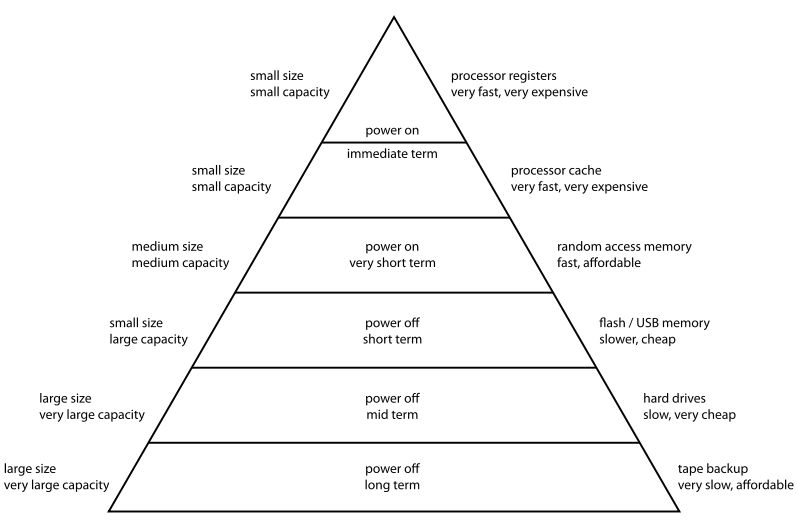 small size
small capacity
processor registers
very fast, very expensive
power on
immediate term
small size
small capacity
processor cache
very fast, very expensive
medium size
medium capacity
power on
very short term
random access memory
fast, affordable
small size
large capacity
power off
short term
flash / USB memory
slower, cheap
large size
very large capacity
power off
mid term
hard drives
slow, very cheap
large size
very large capacity
power off
long term
tape backup
very slow, affordable